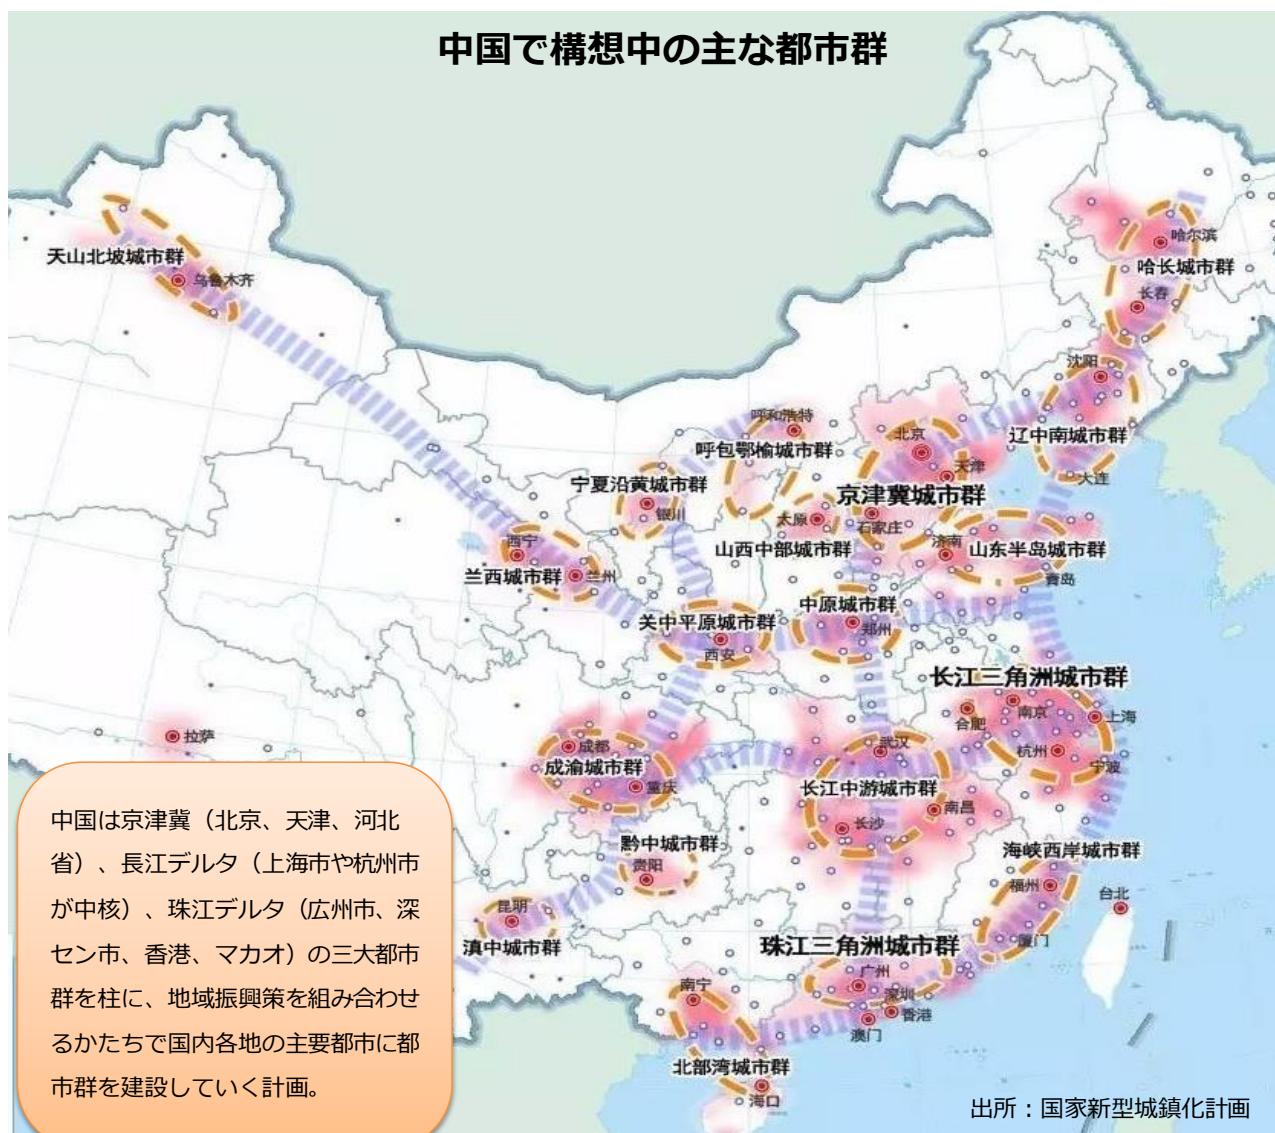 中国で構想中の主な都市群
哈尔滨
天山北坡城市群
哈长城市群
乌鲁木齐
长春
沈阳
呼和浩特
北京
辽中南城市群
呼包鄂榆城市群
天津
大连
宁夏沿黄城市群
京津冀城市群
银川
太原
石家庄
西宁
山西中部城市群
济南
山东半岛城市群
兰西城市群
兰州
青岛
中原城市群
关中平原城市群
郑州
西安
长江三角洲城市群
南京
上海
合肥
拉萨
成都
武汉
杭州
宁波
成渝城市群
重庆
长江中游城市群
南昌
长沙
黔中城市群
海峡西岸城市群
贵阳
福州
台北
昆明
滇中城市群
厦门
珠江三角洲城市群
广州
南宁
深圳
香港
澳门
北部湾城市群
海口
中国は京津冀（北京、天津、河北
省）、長江デルタ（上海市や杭州市
が中核）、珠江デルタ（広州市、深
セン市、香港、マカオ）の三大都市
群を柱に、地域振興策を組み合わせ
るかたちで国内各地の主要都市に都
市群を建設していく計画。
出所：国家新型城鎮化計画